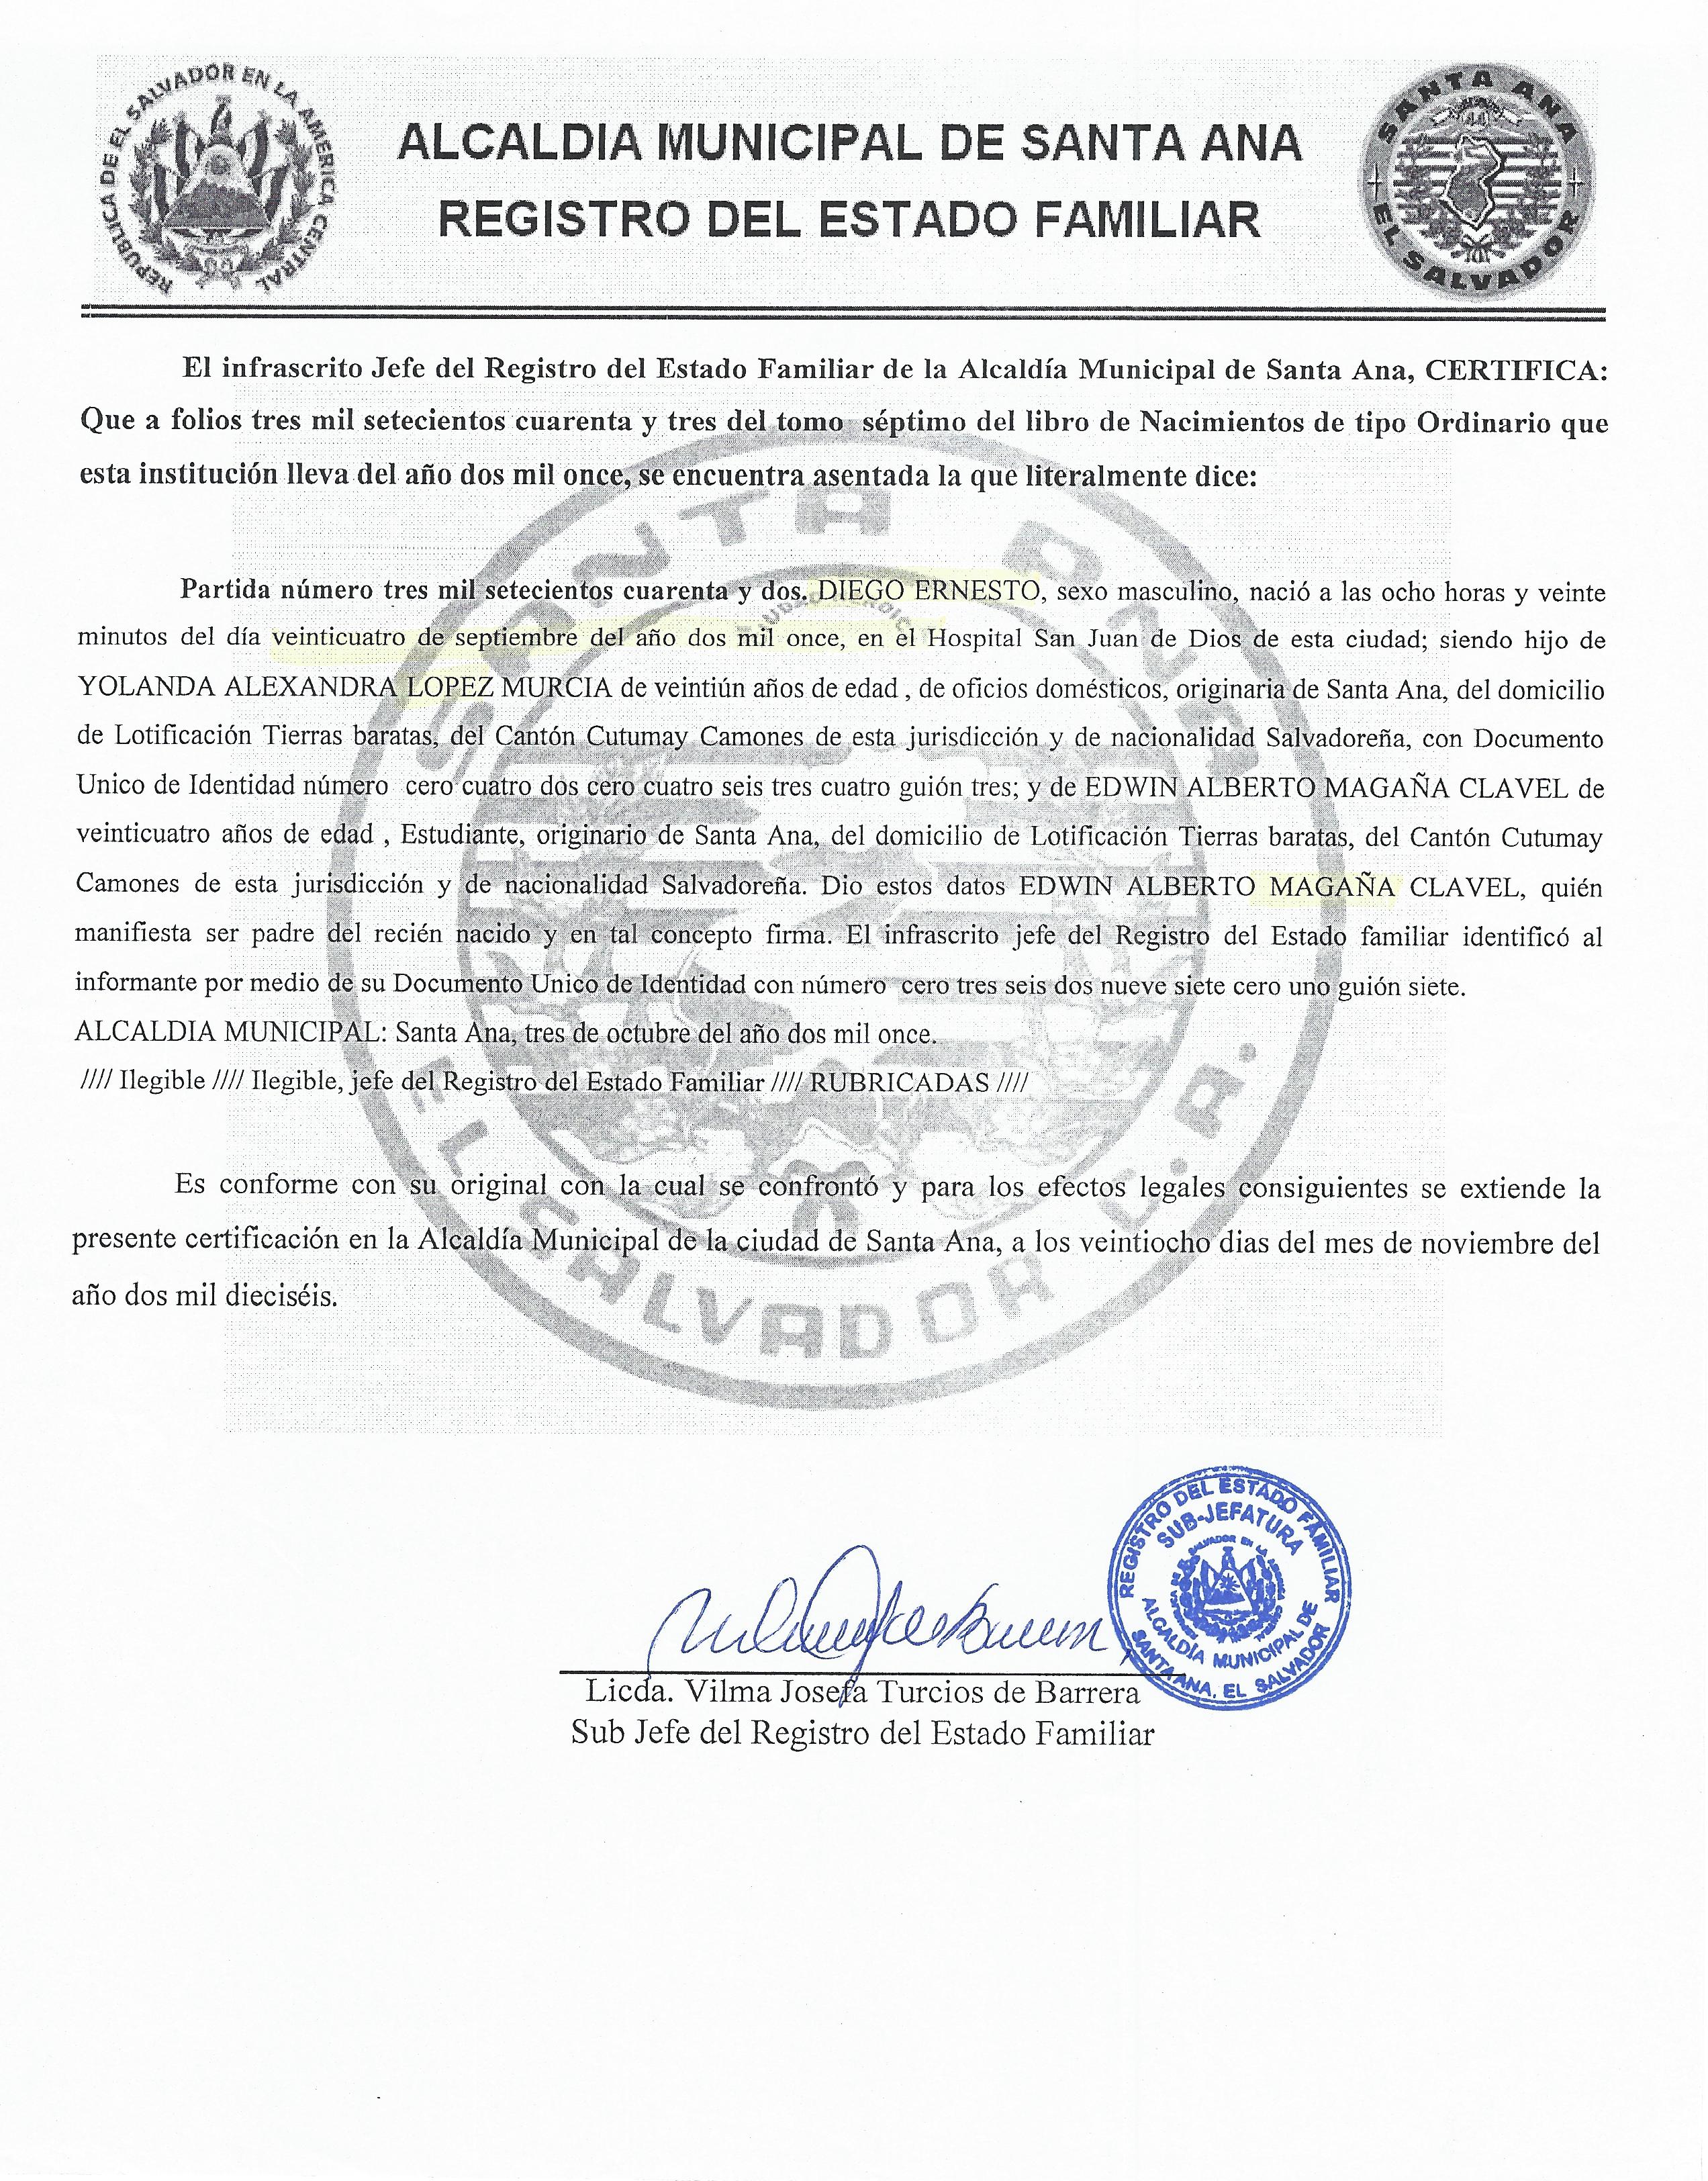 REPUBLICA DE EL SALVADOR EN LA AMERICA CENTRAL
ALCALDIA MUNICIPAL DE SANTA ANA
REGISTRO DEL ESTADO FAMILIAR
SANTA ANA
EL SALVADOR
El infrascrito Jefe del Registro del Estado Familiar de la Alcaldía Municipal de Santa Ana, CERTIFICA:
Que a folios tres mil setecientos cuarenta y tres del tomo séptimo del libro de Nacimientos de tipo Ordinario que
esta institución lleva del año dos mil once, se encuentra asentada la que literalmente dice:
Partida número tres mil setecientos cuarenta y dos. DIEGO ERNESTO, sexo masculino, nació a las ocho horas y veinte
minutos del día veinticuatro de septiembre del año dos mil once, en el Hospital San Juan de Dios de esta ciudad; siendo hijo de
YOLANDA ALEXANDRA LOPEZ MURCIA de veintiún años de edad , de oficios domésticos, originaria de Santa Ana, del domicilio
de Lotificación Tierras baratas, del Cantón Cutumay Camones de esta jurisdicción y de nacionalidad Salvadoreña, con Documento
Unico de Identidad número cero cuatro dos cero cuatro seis tres cuatro guión tres; y de EDWIN ALBERTO MAGAÑA CLAVEL de
veinticuatro años de edad , Estudiante, originario de Santa Ana, del domicilio de Lotificación Tierras baratas, del Cantón Cutumay
Camones de esta jurisdicción y de nacionalidad Salvadoreña. Dio estos datos EDWIN ALBERTO MAGAÑA CLAVEL, quién
manifiesta ser padre del recién nacido y en tal concepto firma. El infrascrito jefe del Registro del Estado familiar identificó al
informante por medio de su Documento Unico de Identidad con número cero tres seis dos nueve siete cero uno guión siete.
ALCALDIA MUNICIPAL: Santa Ana, tres de octubre del año dos mil once.
//// Ilegible //// Ilegible, jefe del Registro del Estado Familiar //// RUBRICADAS ////
Es conforme con su original con la cual se confrontó y para los efectos legales consiguientes se extiende la
presente certificación en la Alcaldía Municipal de la ciudad de Santa Ana, a los veintiocho dias del mes de noviembre del
año dos mil dieciséis.
SANTA ANA
EL SALVADOR C.A.
REGISTRO DEL ESTADO FAMILIAR
SUB-JEFATURA
ALCALDÍA MUNICIPAL DE
SANTA ANA, EL SALVADOR
Licda. Vilma Josefa Turcios de Barrera
Sub Jefe del Registro del Estado Familiar